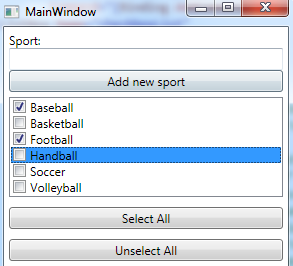 MainWindow
Sport:
Add new sport
Baseball
Basketball
Football
Handball
Soccer
Volleyball
Select All
Unselect All